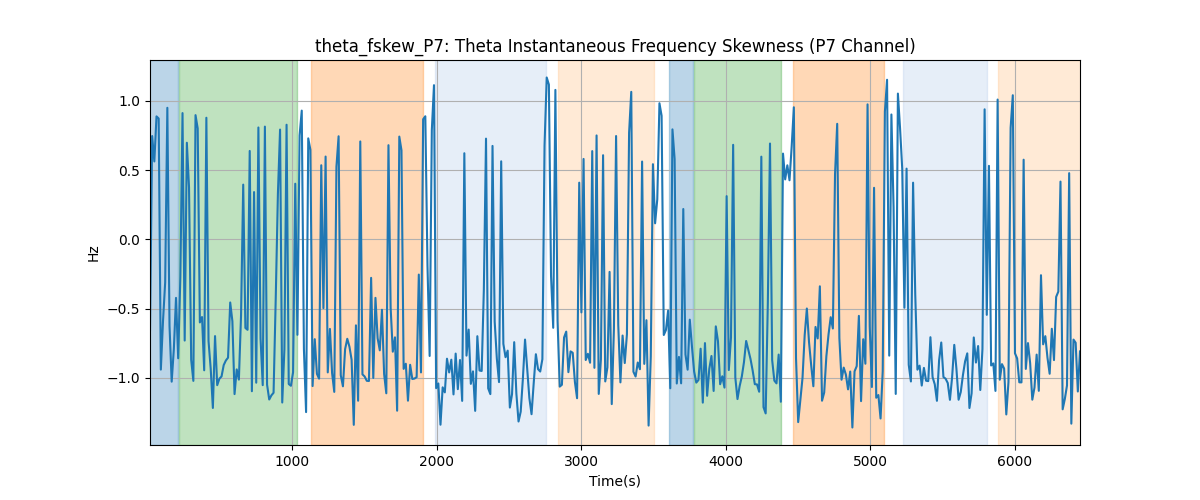 theta_fskew_P7: Theta Instantaneous Frequency Skewness (P7 Channel)
1.0
0.5
0.0
−0.5
−1.0
Hz
1000 2000 3000 4000 5000 6000
Time(s)